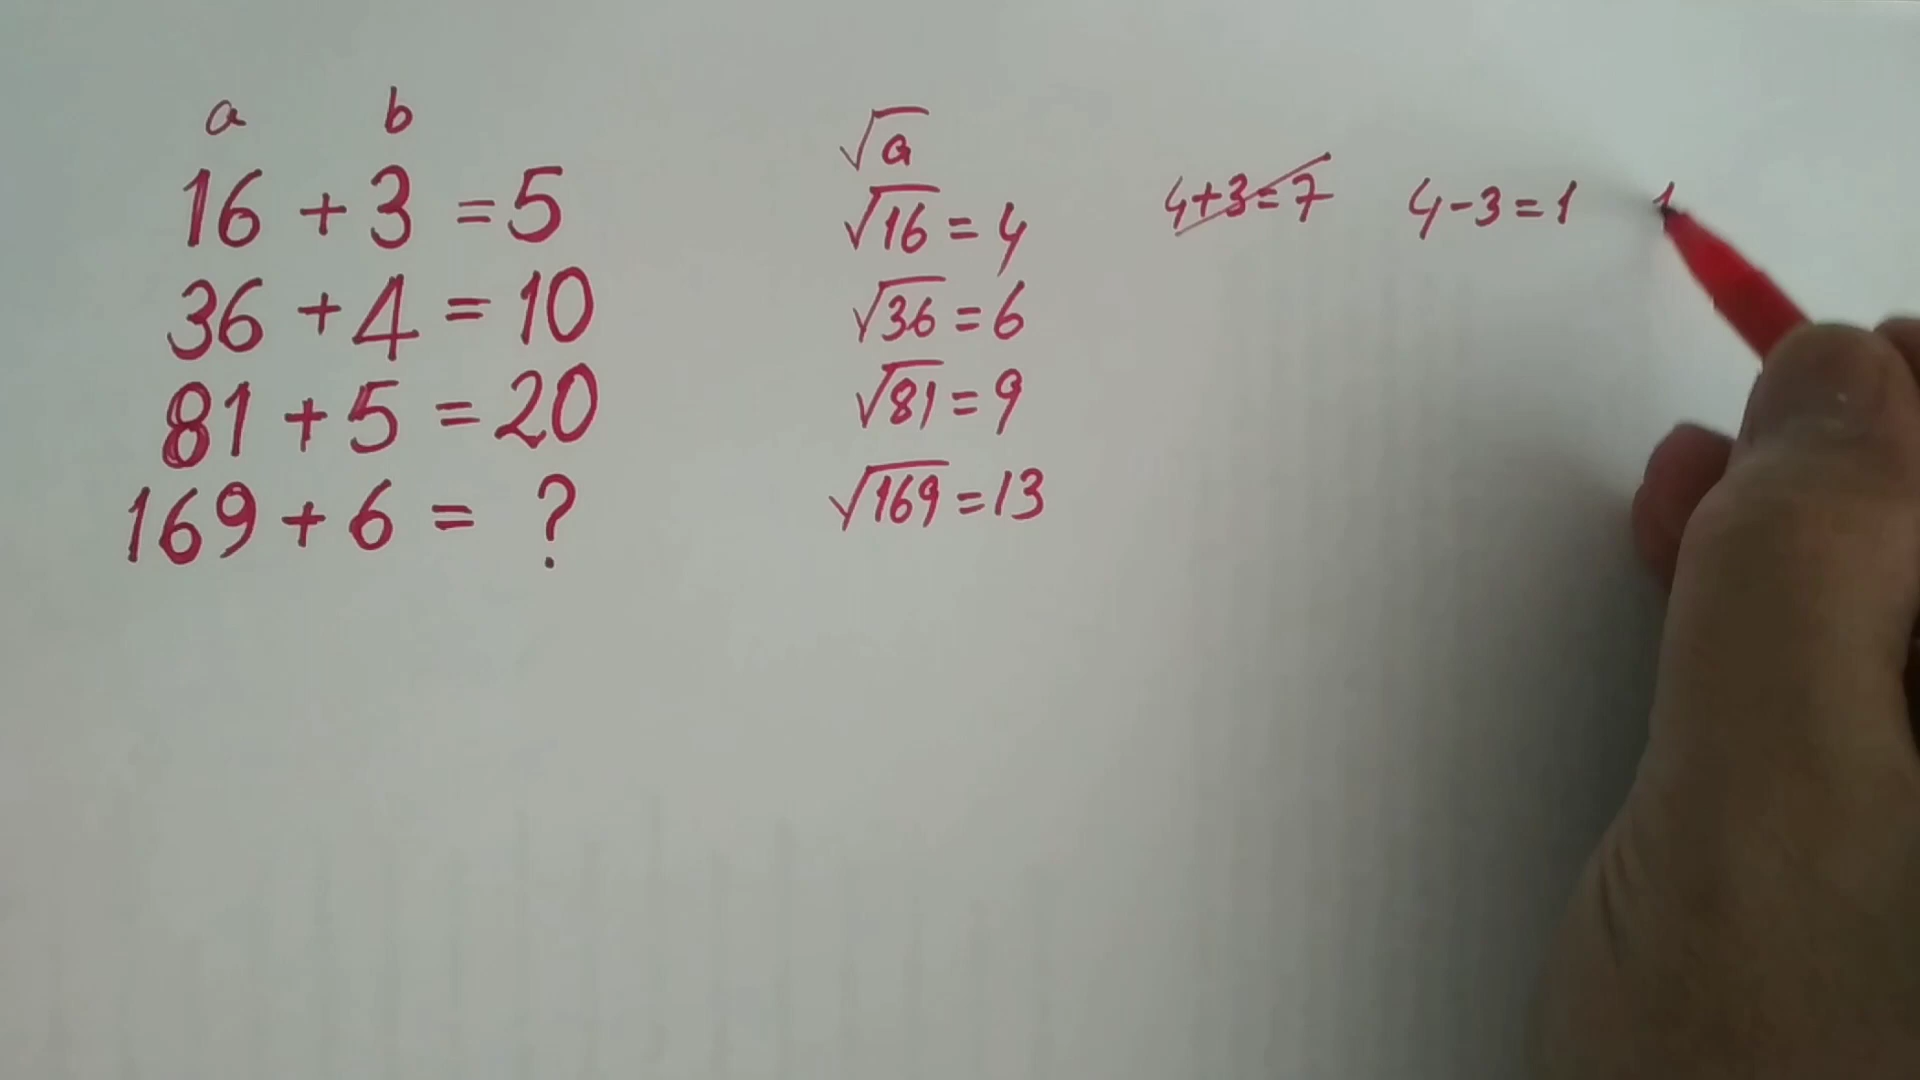 a b
16 + 3 = 5
36 + 4 = 10
81 + 5 = 20
169 + 6 = ?
√a
√16 = 4
√36 = 6
√81 = 9
√169 = 13
4+3=7 4-3=1 1